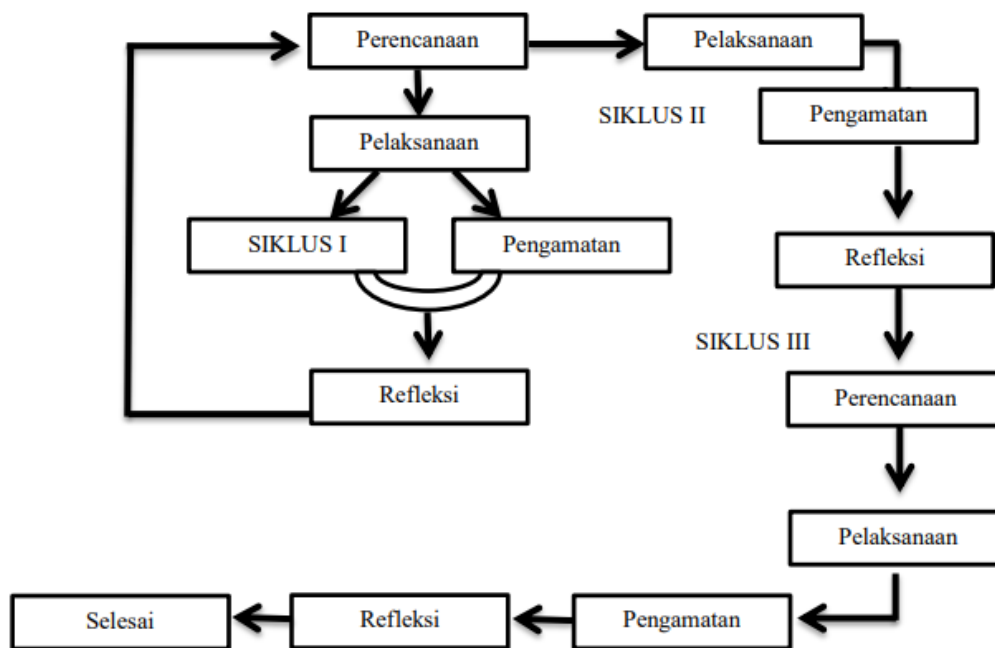 Perencanaan
Pelaksanaan
SIKLUS II
Pengamatan
Pelaksanaan
SIKLUS I
Pengamatan
Refleksi
SIKLUS III
Refleksi
Perencanaan
Pelaksanaan
Selesai
Refleksi
Pengamatan